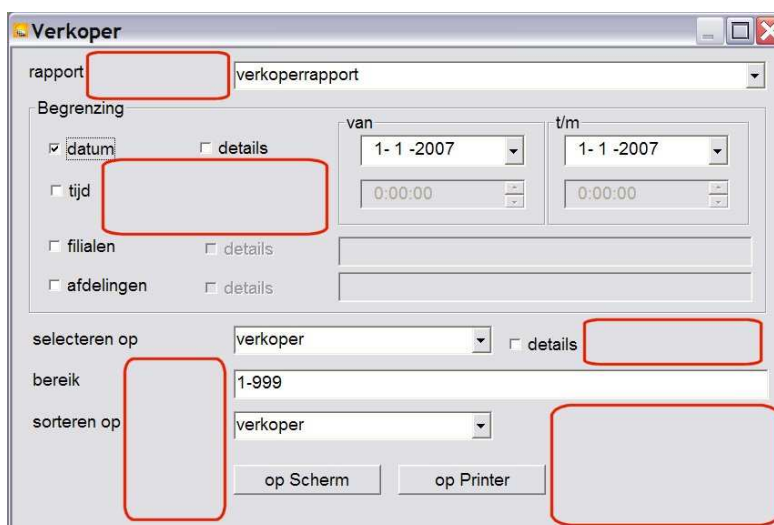 Verkoper
rapport verkoperrapport
Begrenzing
van t/m
datum details 1- 1 -2007 1- 1 -2007
tijd 0:00:00 0:00:00
filialen details
afdelingen details
selecteren op verkoper details
bereik 1-999
sorteren op verkoper
op Scherm op Printer